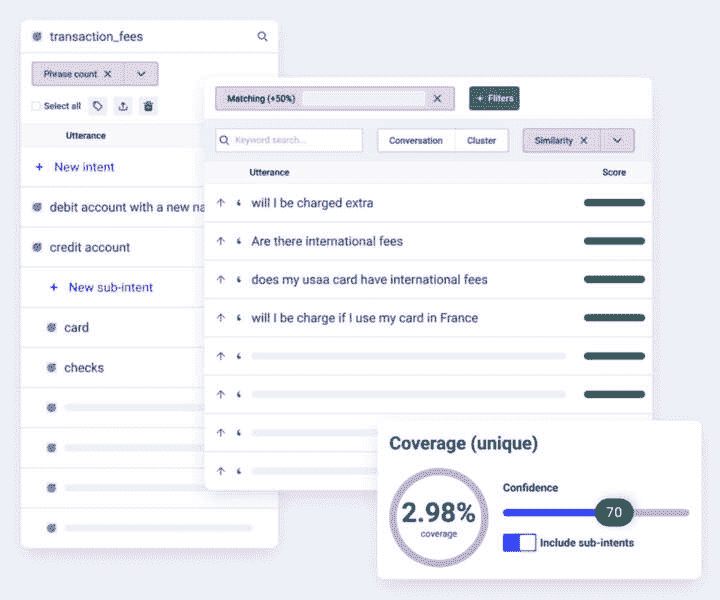 transaction_fees
Phrase count
Select all
Utterance
New intent
debit account with a new na
credit account
New sub-intent
card
checks
Matching (+50%)
+ Fliters
Keyword search...
Conversation
Cluster
Similarity
Utterance
Score
will I be charged extra
Are there international fees
does my usaa card have international fees
will I be charge if I use my card in France
Coverage (unique)
2.98%
coverage
Confidence
70
Include sub-intents